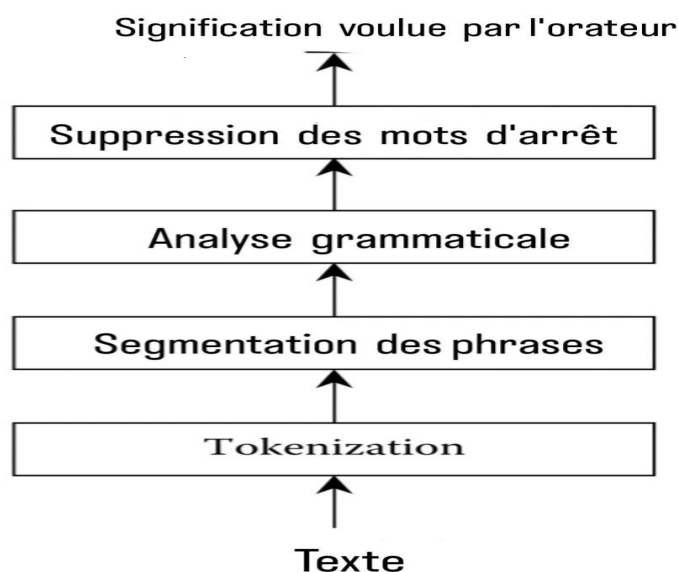 Signification voulue par l'orateur
Suppression des mots d'arrêt
Analyse grammaticale
Segmentation des phrases
Tokenization
Texte